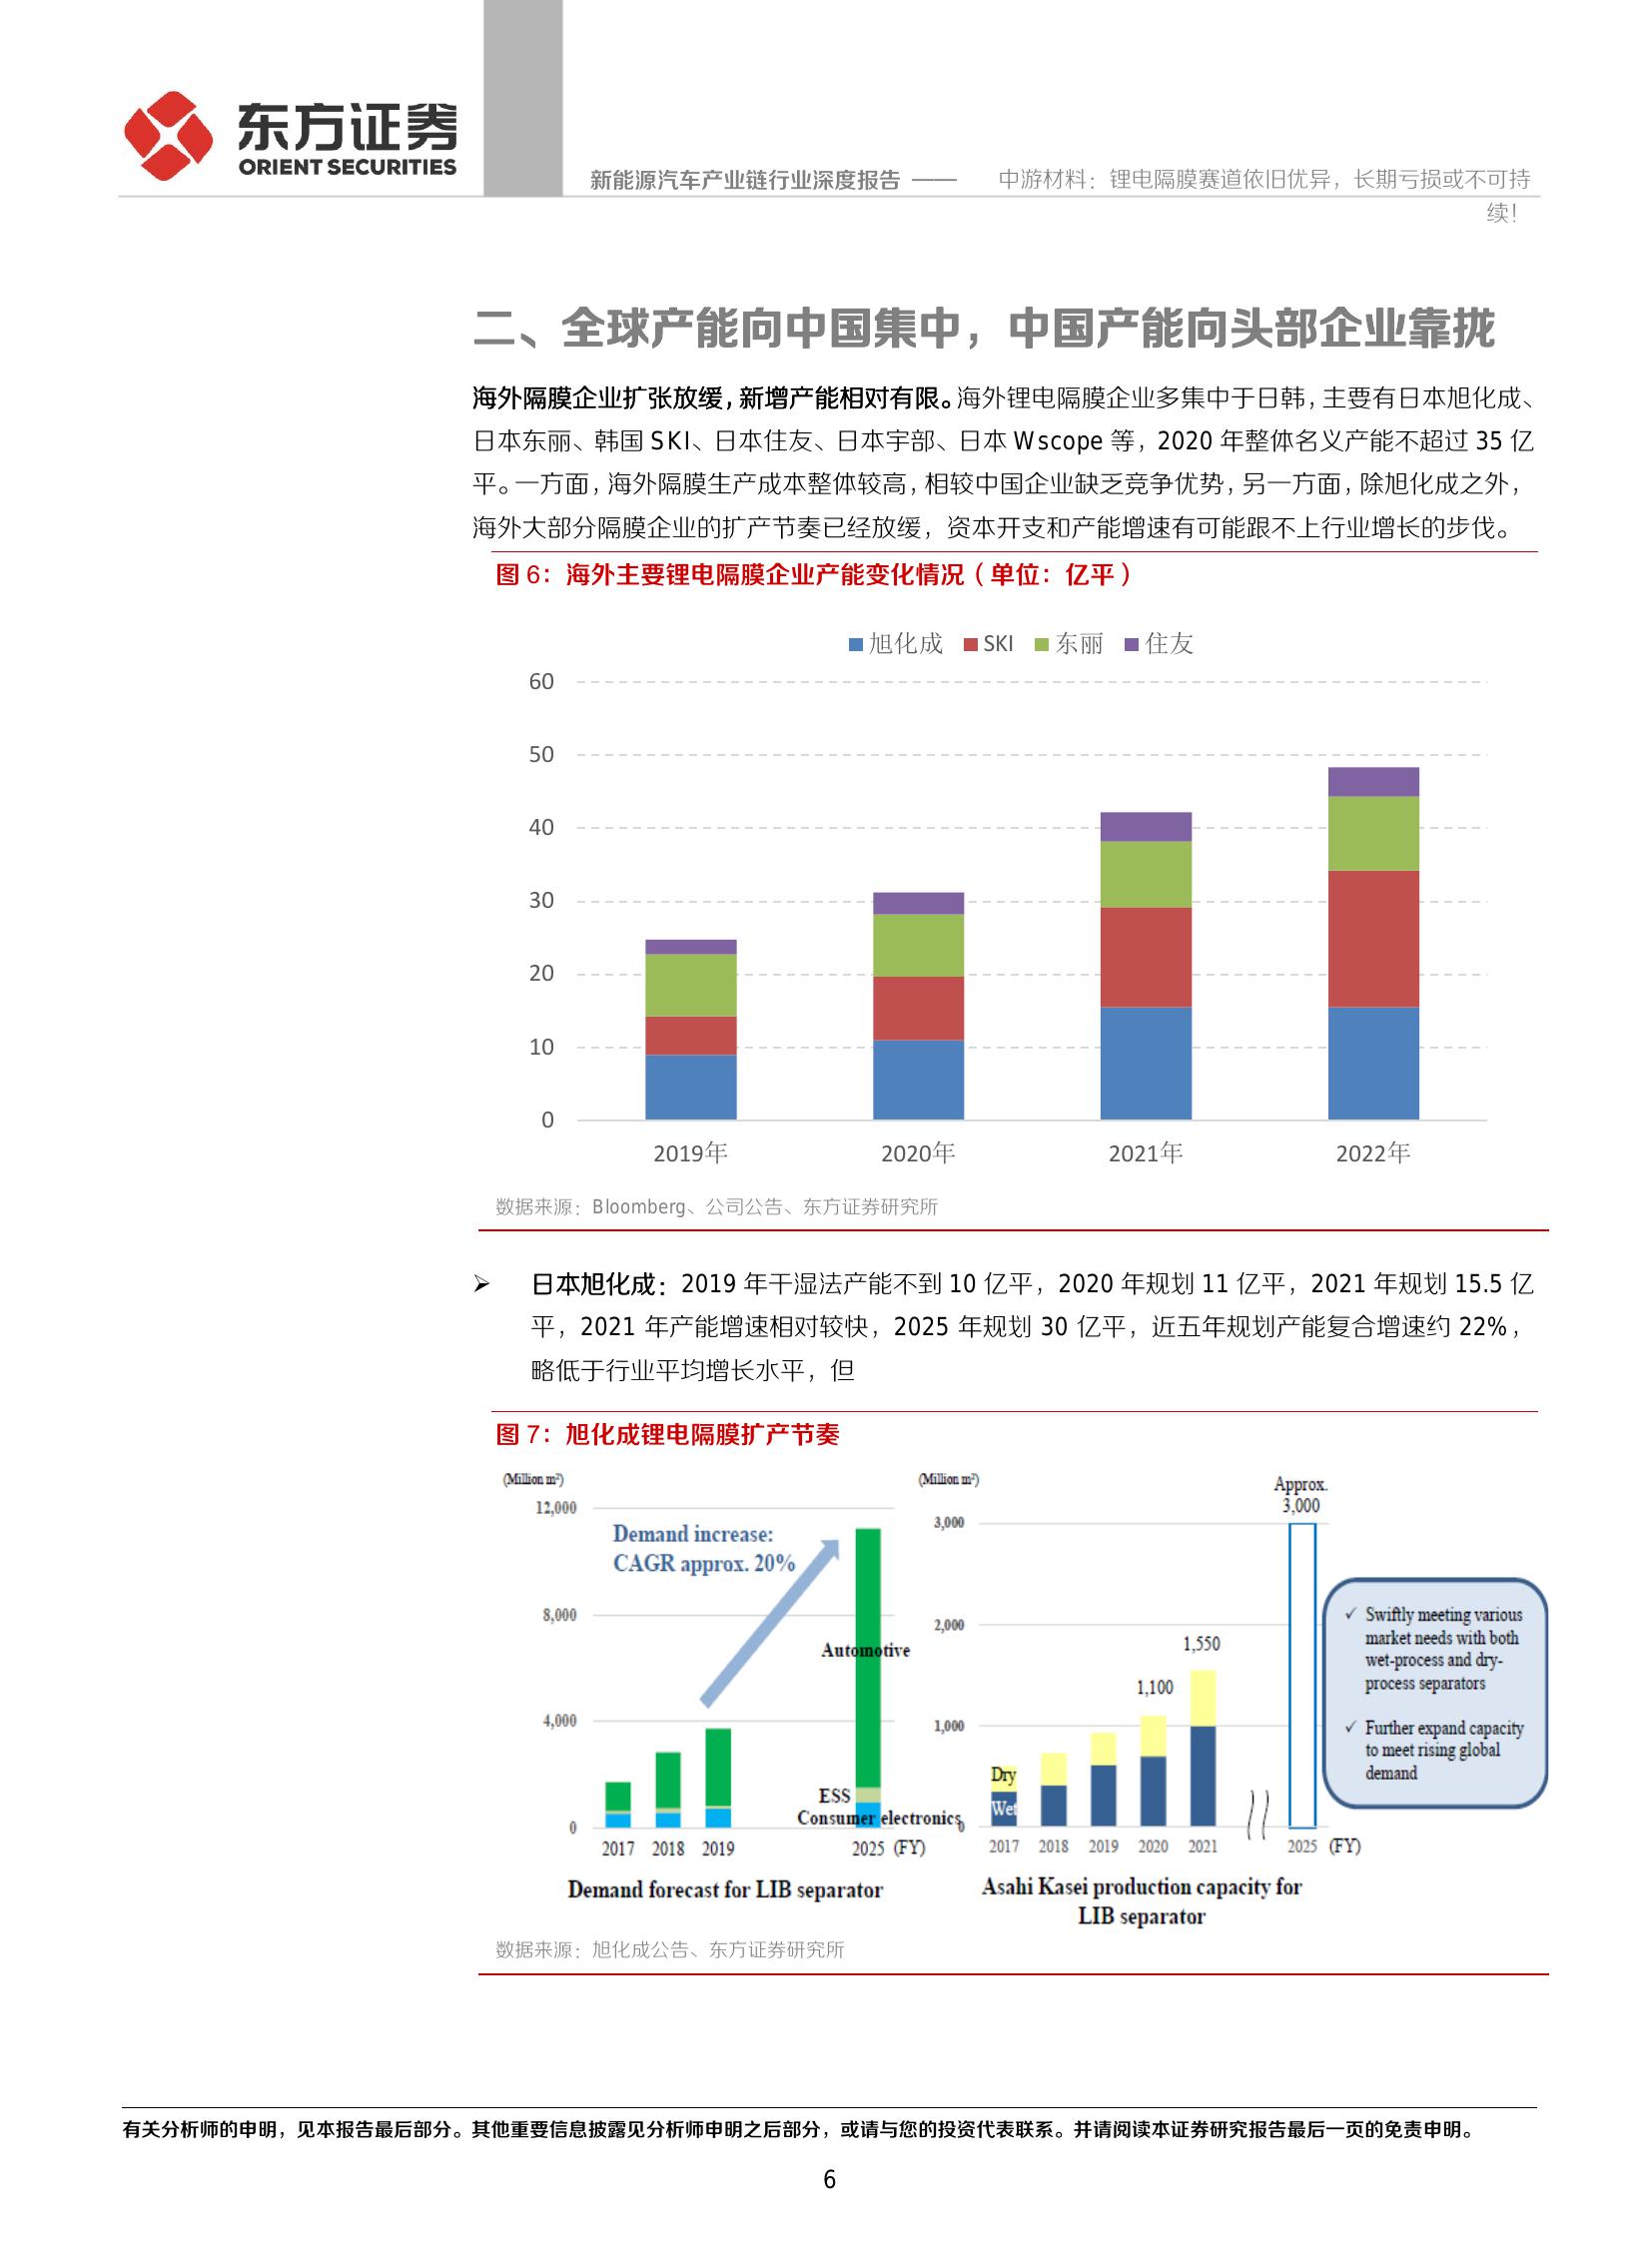 东方证券
ORIENT SECURITIES
新能源汽车产业链行业深度报告 —— 中游材料：锂电隔膜赛道依旧优异，长期亏损或不可持
续！
二、全球产能向中国集中，中国产能向头部企业靠拢
海外隔膜企业扩张放缓，新增产能相对有限。海外锂电隔膜企业多集中于日韩，主要有日本旭化成、
日本东丽、韩国 SKI、日本住友、日本宇部、日本 Wscope 等，2020 年整体名义产能不超过 35 亿
平。一方面，海外隔膜生产成本整体较高，相较中国企业缺乏竞争优势，另一方面，除旭化成之外，
海外大部分隔膜企业的扩产节奏已经放缓，资本开支和产能增速有可能跟不上行业增长的步伐。
图 6：海外主要锂电隔膜企业产能变化情况（单位：亿平）
旭化成 SKI 东丽 住友
60
50
40
30
20
10
0
2019年 2020年 2021年 2022年
数据来源：Bloomberg、公司公告、东方证券研究所
➢ 日本旭化成：2019 年干湿法产能不到 10 亿平，2020 年规划 11 亿平，2021 年规划 15.5 亿
平，2021 年产能增速相对较快，2025 年规划 30 亿平，近五年规划产能复合增速约 22%，
略低于行业平均增长水平，但
图 7：旭化成锂电隔膜扩产节奏
(Million m²)
12,000
8,000
4,000
0
Demand increase:
CAGR approx. 20%
Automotive
ESS
Consumer electronics
2017 2018 2019 2025 (FY)
Demand forecast for LIB separator
(Million m²)
3,000
2,000
1,000
0
Approx.
3,000
1,550
1,100
Dry
Wet
2017 2018 2019 2020 2021 2025 (FY)
Asahi Kasei production capacity for
LIB separator
✓ Swiftly meeting various
market needs with both
wet-process and dry-
process separators
✓ Further expand capacity
to meet rising global
demand
数据来源：旭化成公告、东方证券研究所
有关分析师的申明，见本报告最后部分。其他重要信息披露见分析师申明之后部分，或请与您的投资代表联系。并请阅读本证券研究报告最后一页的免责申明。
6